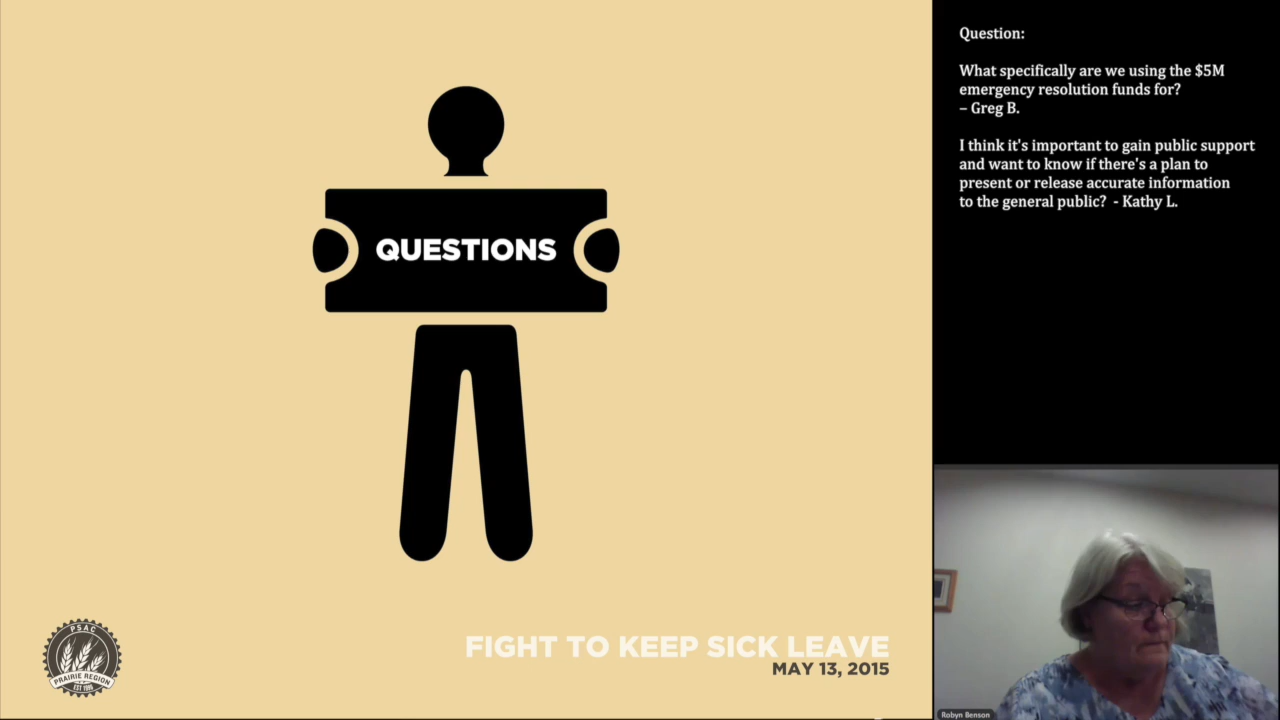 QUESTIONS
FIGHT TO KEEP SICK LEAVE
MAY 13, 2015
PSAC
PRAIRIE REGION
Question:
What specifically are we using the $5M
emergency resolution funds for?
– Greg B.
I think it's important to gain public support
and want to know if there's a plan to
present or release accurate information
to the general public?  - Kathy L.
Robyn Benson